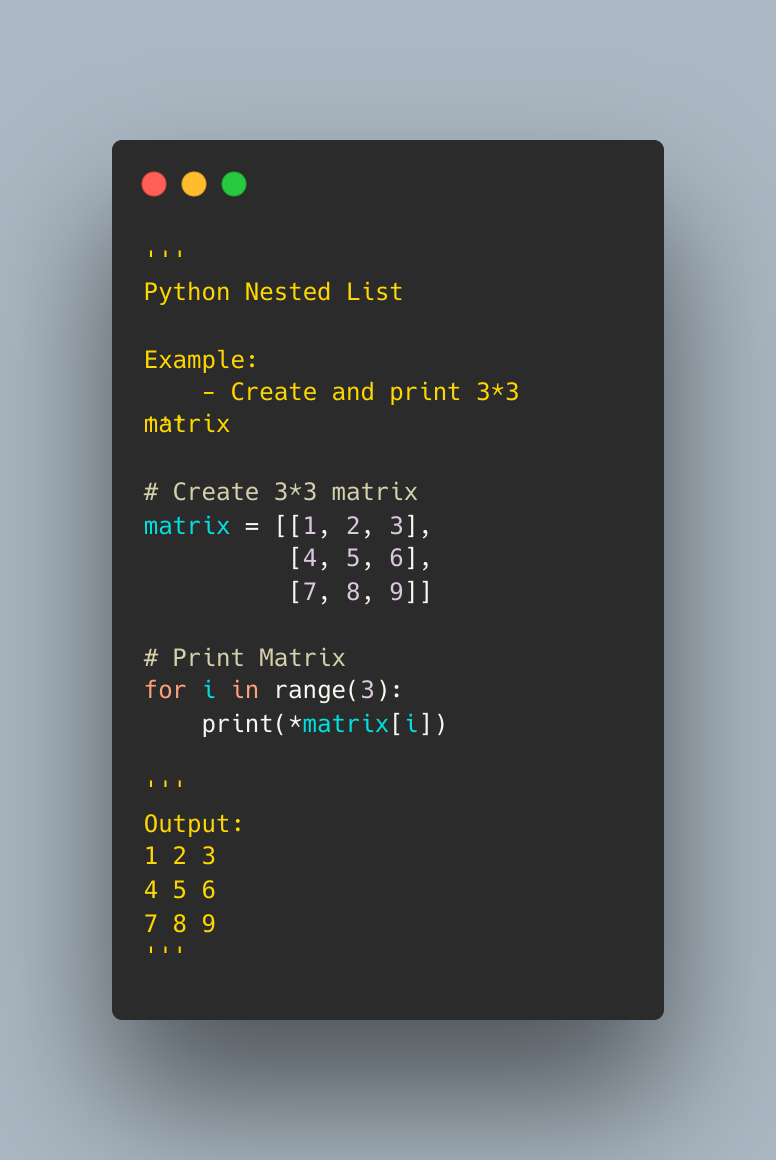 '''
Python Nested List

Example:
    - Create and print 3*3
matrix
'''

# Create 3*3 matrix
matrix = [[1, 2, 3],
          [4, 5, 6],
          [7, 8, 9]]

# Print Matrix
for i in range(3):
    print(*matrix[i])

'''
Output:
1 2 3
4 5 6
7 8 9
'''